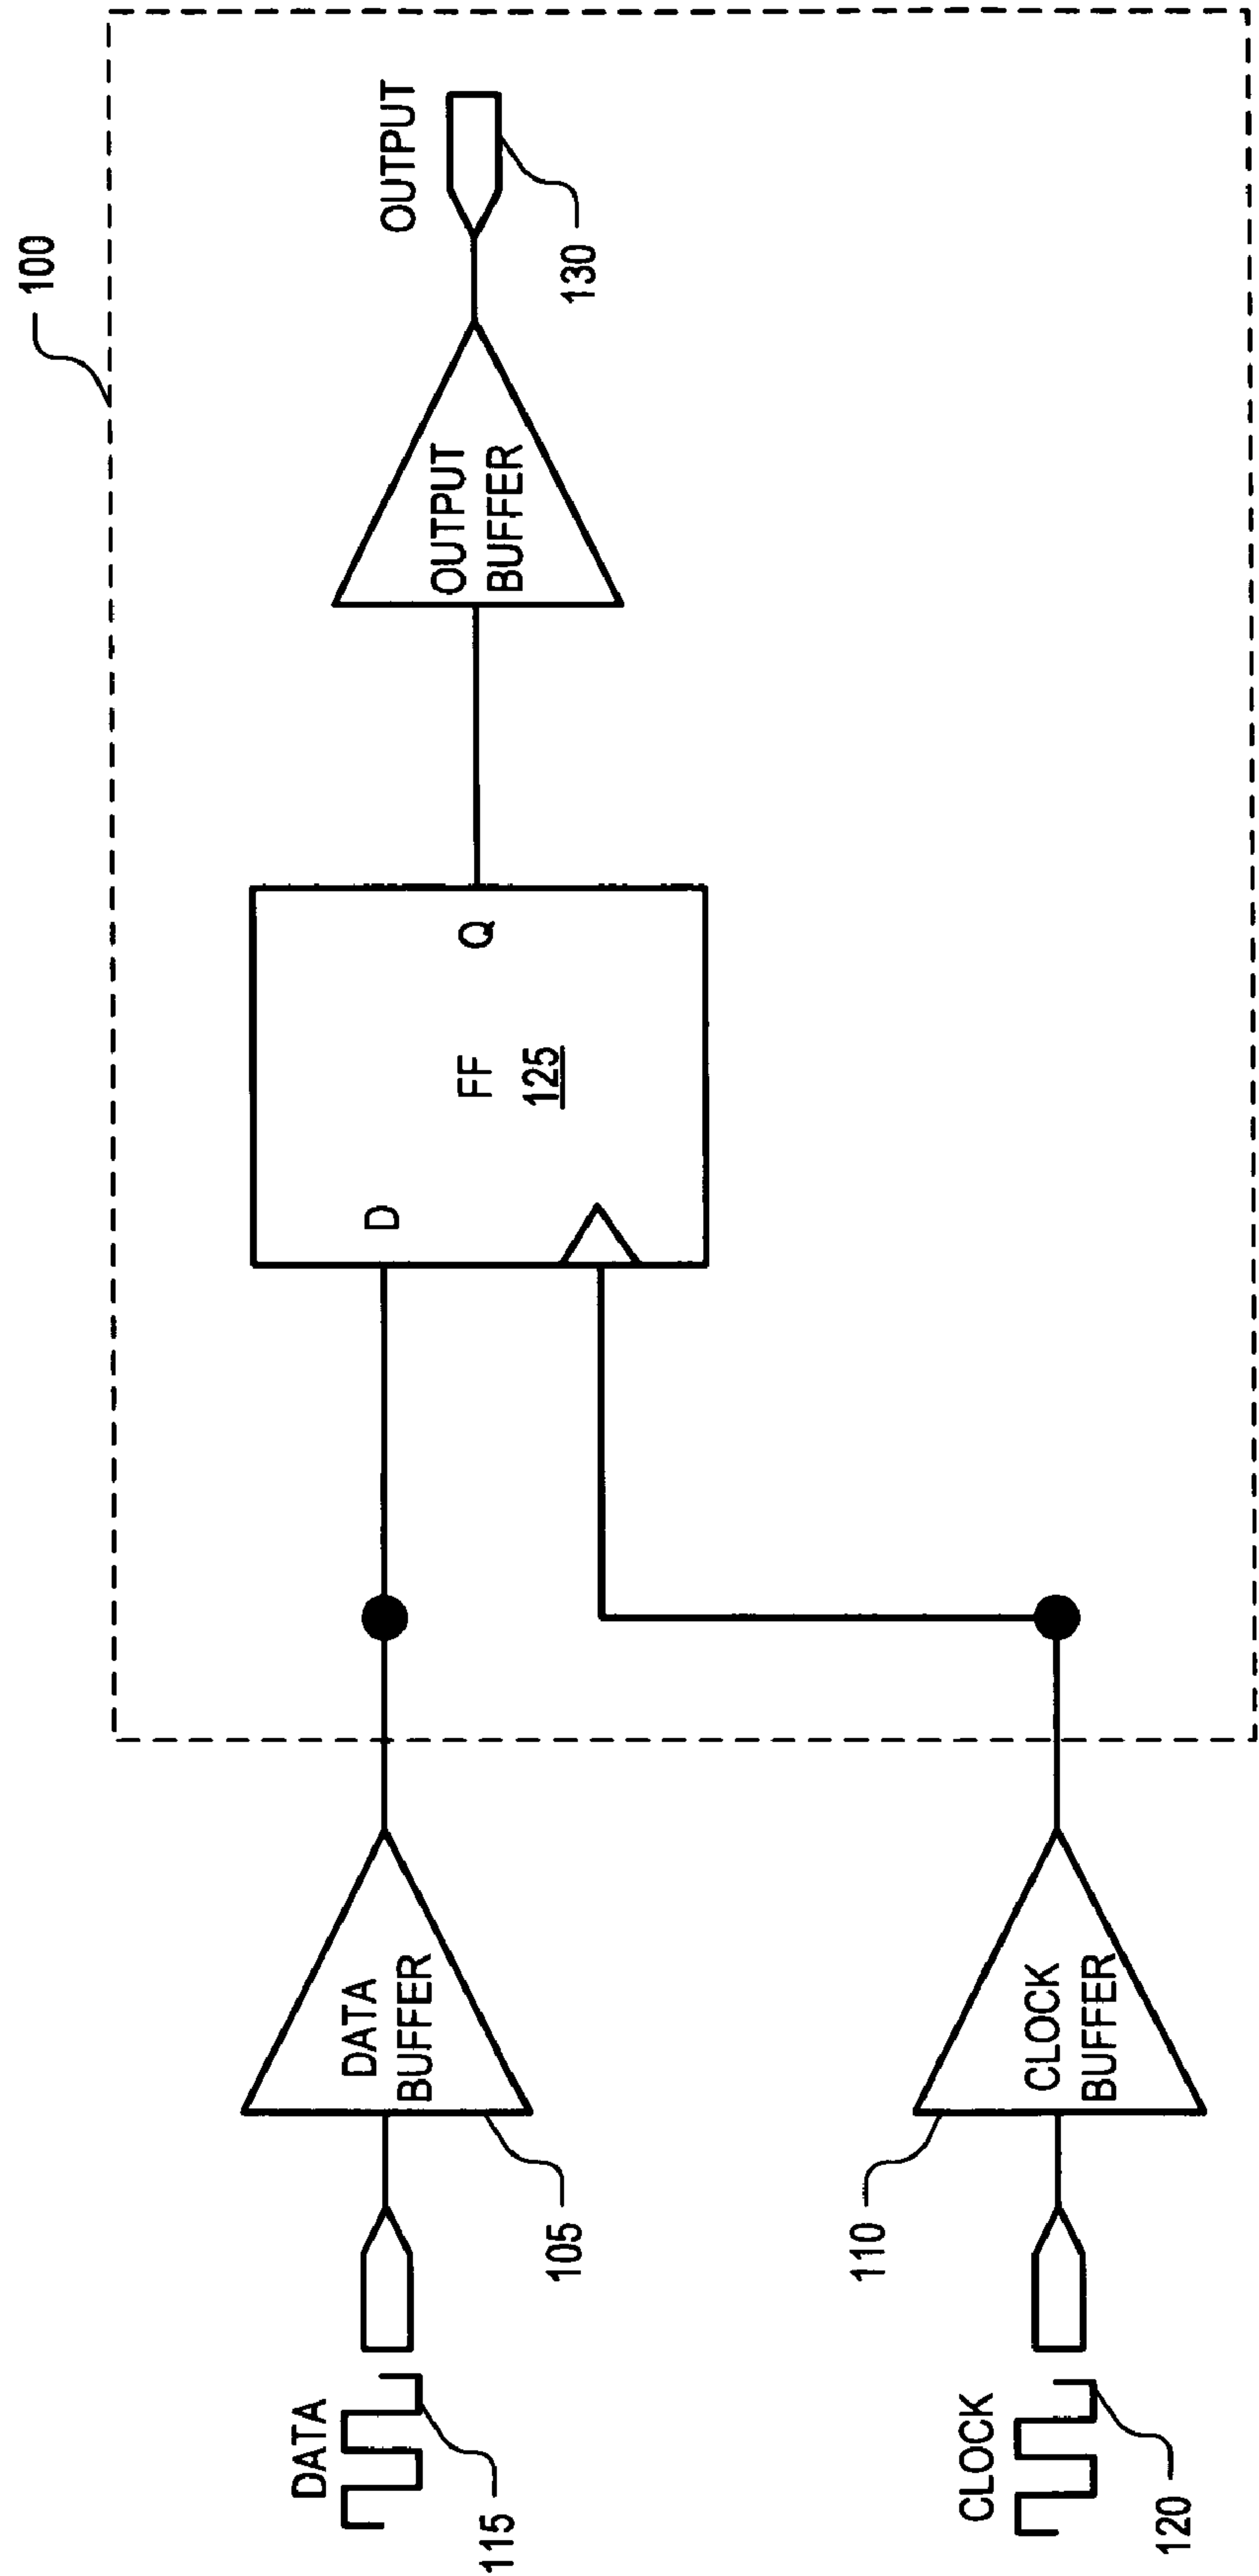 100
DATA
115
DATA
BUFFER
105
D
FF
125
Q
OUTPUT
BUFFER
OUTPUT
130
CLOCK
120
CLOCK
BUFFER
110